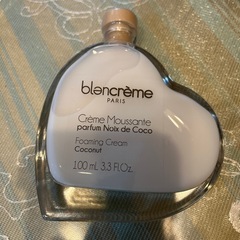 blancrème
PARIS
Crème Moussante
parfum Noix de Coco
Foaming Cream
Coconut
100 mL 3.3 Fl.Oz.